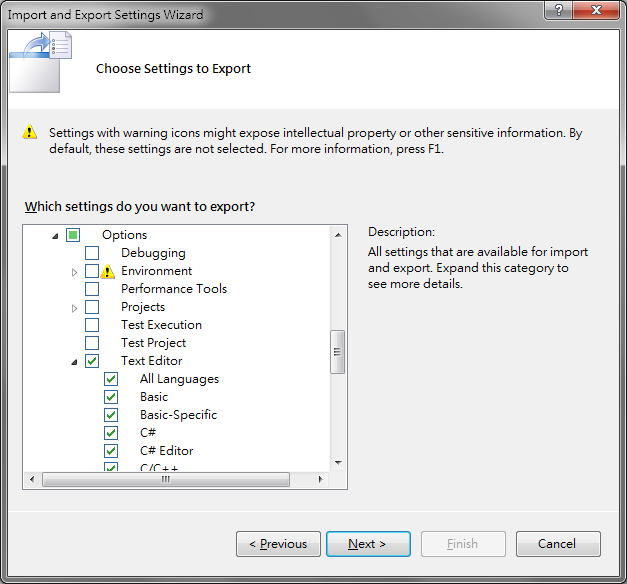 Import and Export Settings Wizard
?
Choose Settings to Export
Settings with warning icons might expose intellectual property or other sensitive information. By
default, these settings are not selected. For more information, press F1.
Which settings do you want to export?
Options
Debugging
Environment
Performance Tools
Projects
Test Execution
Test Project
Text Editor
All Languages
Basic
Basic-Specific
C#
C# Editor
C/C++
Description:
All settings that are available for import
and export. Expand this category to
see more details.
< Previous
Next >
Finish
Cancel